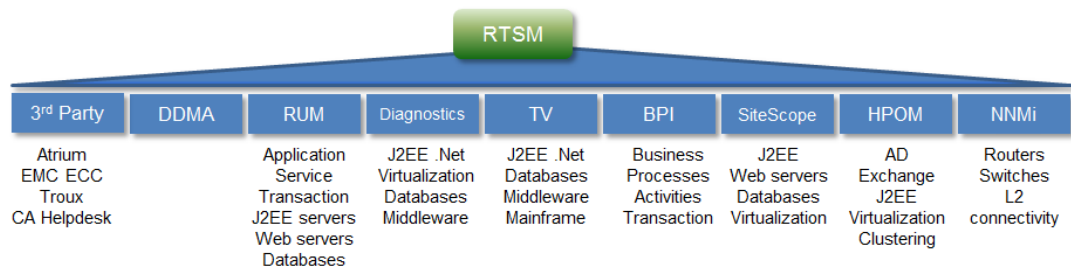 RTSM
3rd Party
DDMA
RUM
Diagnostics
TV
BPI
SiteScope
HPOM
NNMi
Atrium
EMC ECC
Troux
CA Helpdesk
Application
Service
Transaction
J2EE servers
Web servers
Databases
J2EE .Net
Virtualization
Databases
Middleware
J2EE .Net
Databases
Middleware
Mainframe
Business
Processes
Activities
Transaction
J2EE
Web servers
Databases
Virtualization
AD
Exchange
J2EE
Virtualization
Clustering
Routers
Switches
L2
connectivity